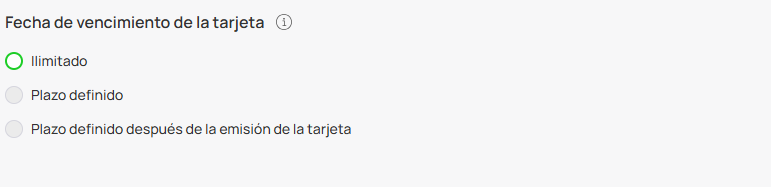 Fecha de vencimiento de la tarjeta
Ilimitado
Plazo definido
Plazo definido después de la emisión de la tarjeta